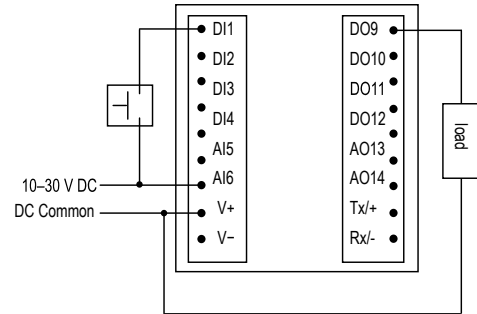 DI1
DI2
DI3
DI4
AI5
AI6
V+
V−
DO9
DO10
DO11
DO12
AO13
AO14
Tx/+
Rx/-
load
10–30 V DC
DC Common